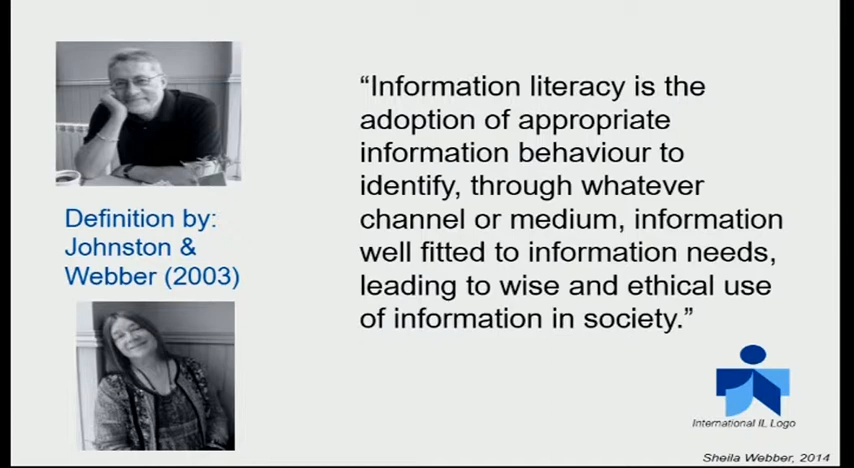 Definition by:
Johnston &
Webber (2003)
“Information literacy is the
adoption of appropriate
information behaviour to
identify, through whatever
channel or medium, information
well fitted to information needs,
leading to wise and ethical use
of information in society.”
International IL Logo
Sheila Webber, 2014